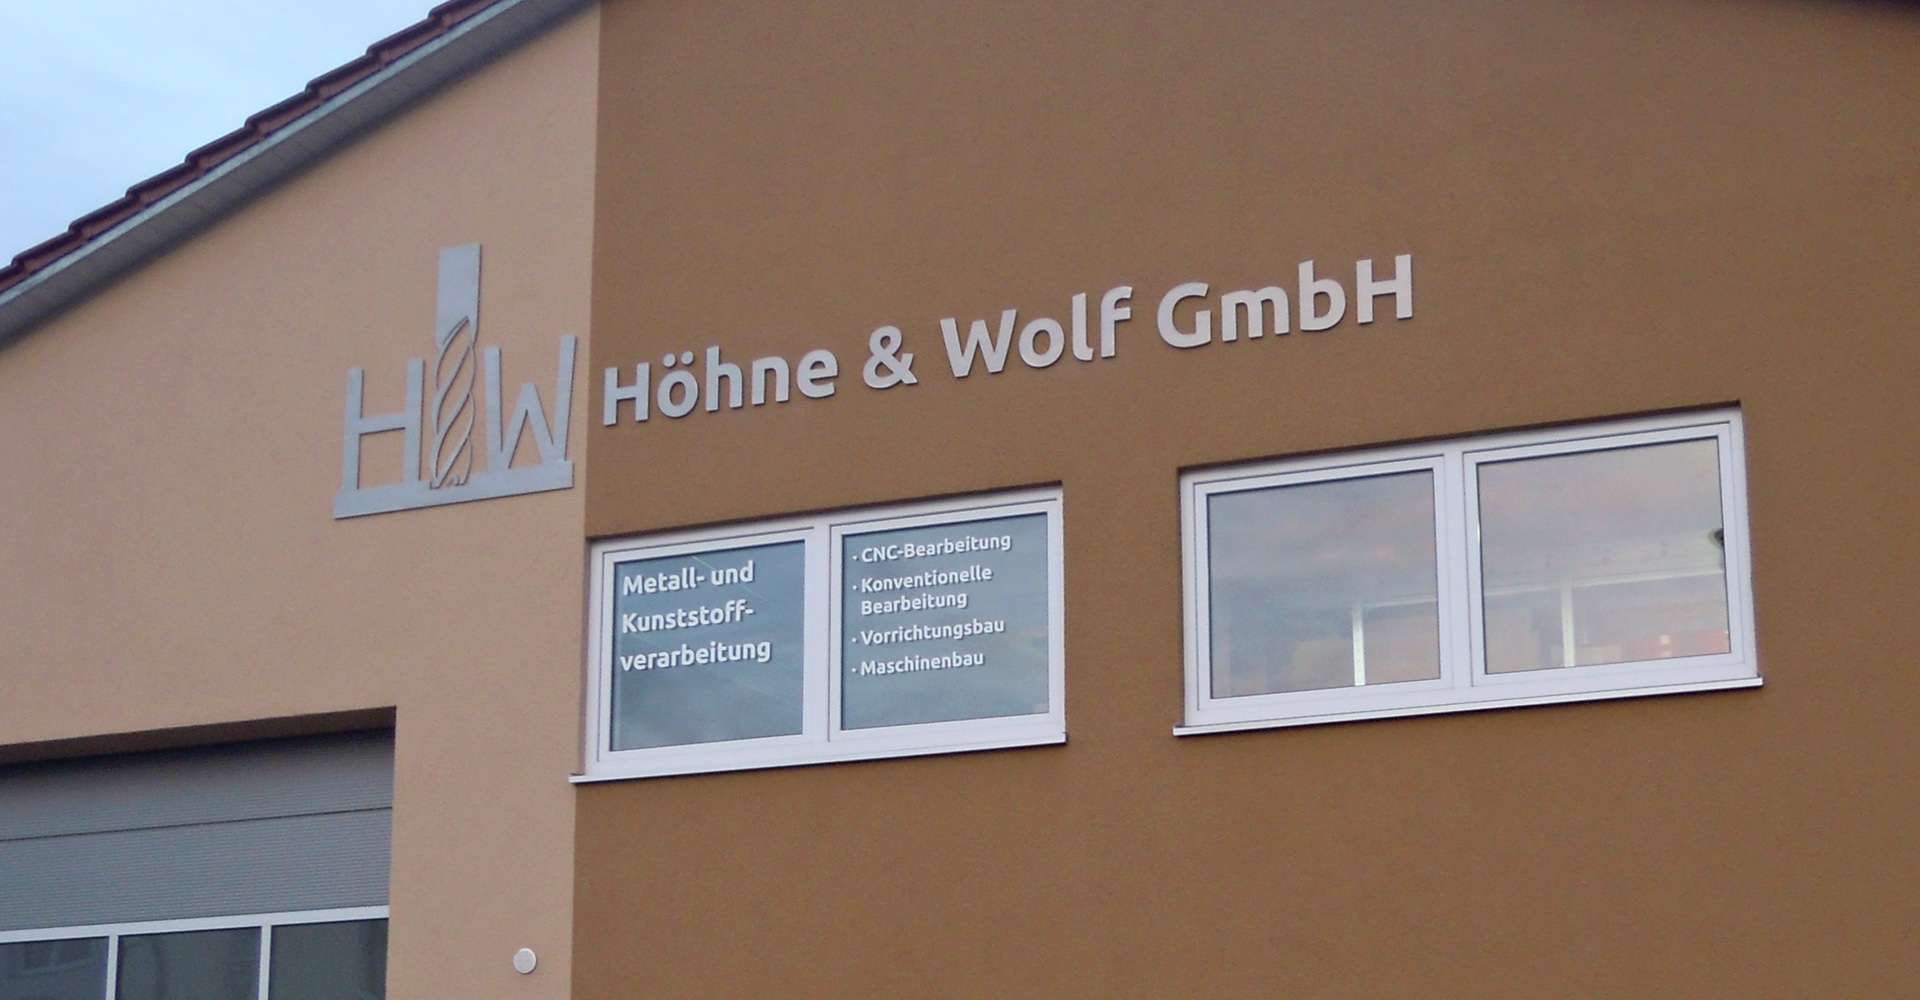 HW
Höhne & Wolf GmbH
Metall- und
Kunststoff-
verarbeitung
· CNC-Bearbeitung
· Konventionelle
Bearbeitung
· Vorrichtungsbau
· Maschinenbau